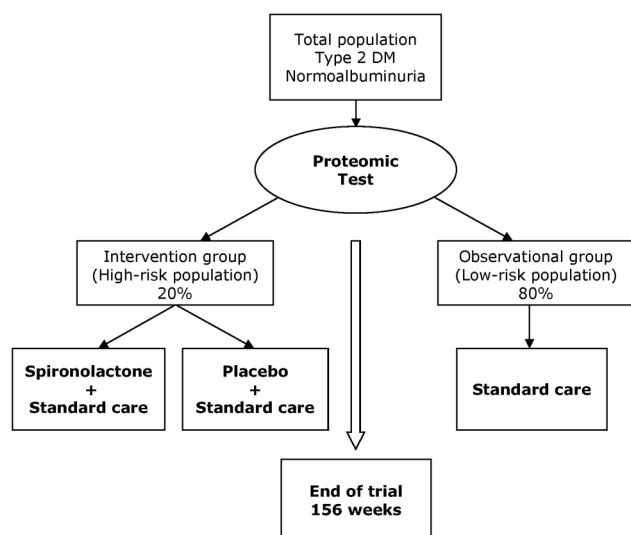 Total population
Type 2 DM
Normoalbuminuria
Proteomic
Test
Intervention group
(High-risk population)
20%
Observational group
(Low-risk population)
80%
Spironolactone
+
Standard care
Placebo
+
Standard care
Standard care
End of trial
156 weeks